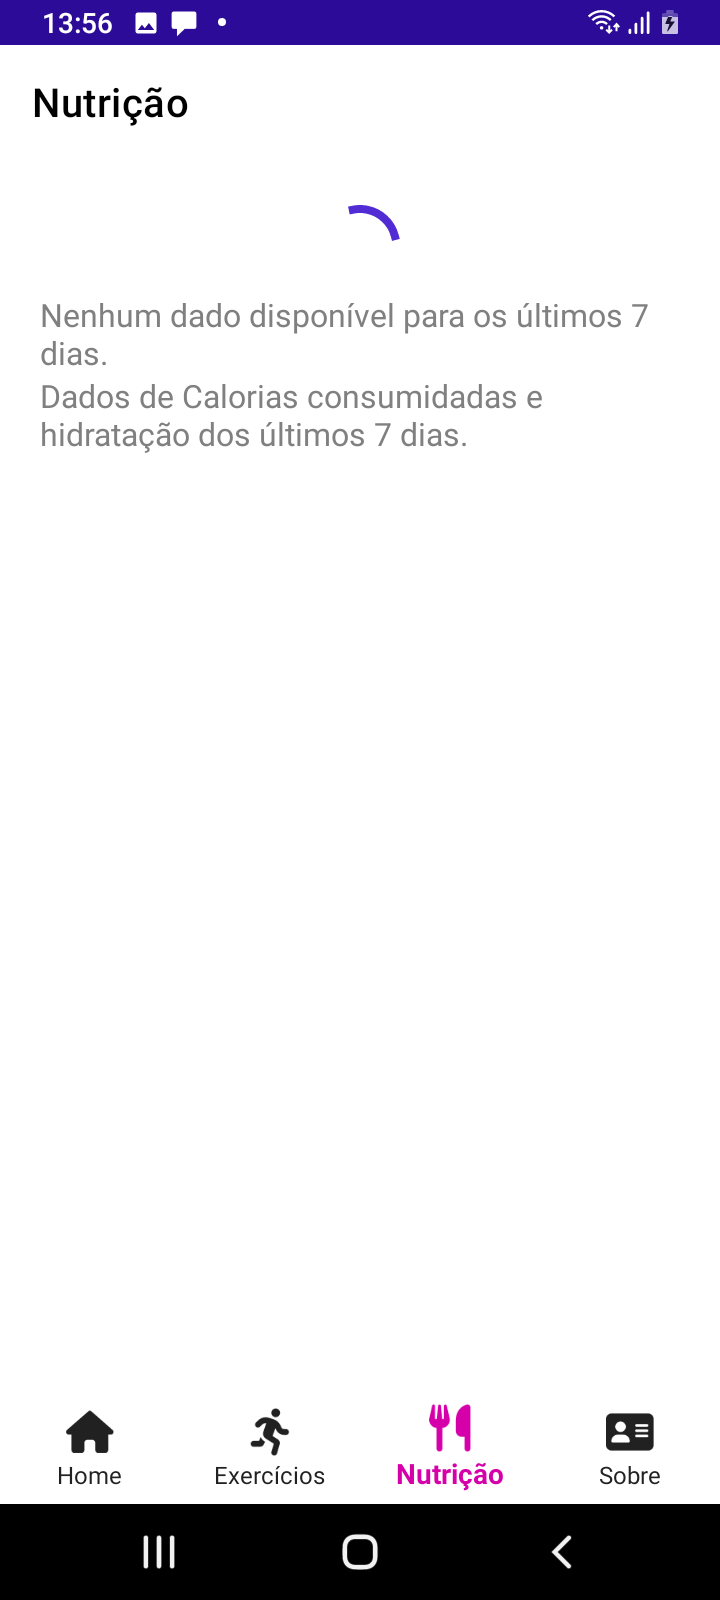 13:56
Nutrição
Nenhum dado disponível para os últimos 7
dias.
Dados de Calorias consumidadas e
hidratação dos últimos 7 dias.
Home
Exercícios
Nutrição
Sobre